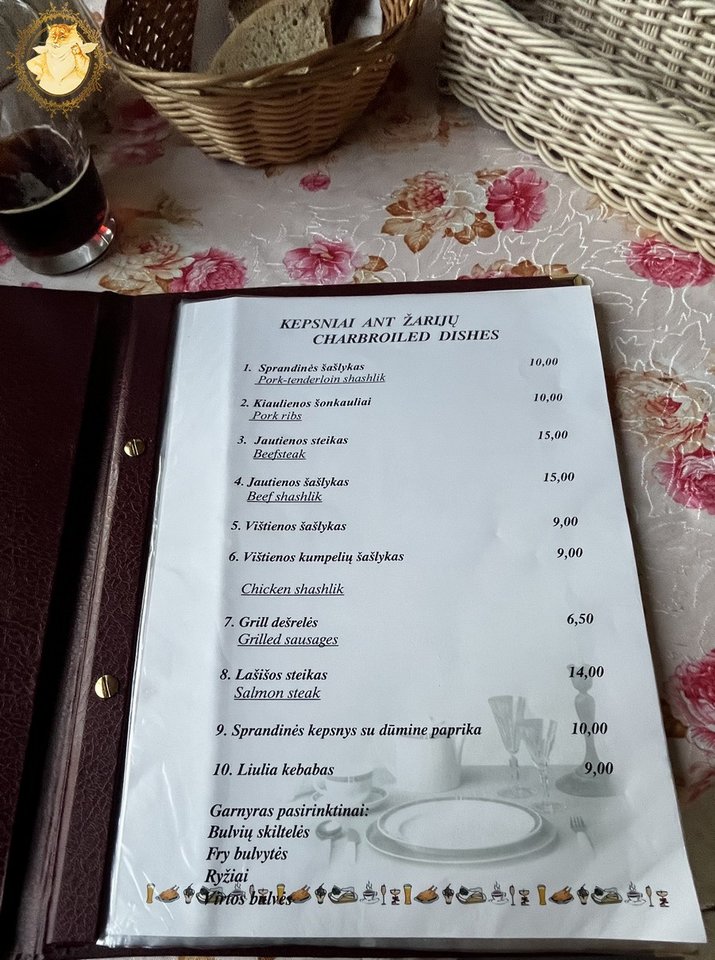 KEPSNIAI ANT ŽARIJŲ
CHARBROILED DISHES
1. Sprandinės šašlykas 10,00
Pork-tenderloin shashlik
2. Kiaulienos šonkauliai 10,00
Pork ribs
3. Jautienos steikas 15,00
Beefsteak
4. Jautienos šašlykas 15,00
Beef shashlik
5. Vištienos šašlykas 9,00
6. Vištienos kumpelių šašlykas 9,00
Chicken shashlik
7. Grill dešrelės 6,50
Grilled sausages
8. Lašišos steikas 14,00
Salmon steak
9. Sprandinės kepsnys su dūmine paprika 10,00
10. Liulia kebabas 9,00
Garnyras pasirinktinai:
Bulvių skiltelės
Fry bulvytės
Ryžiai
Virtos bulvės